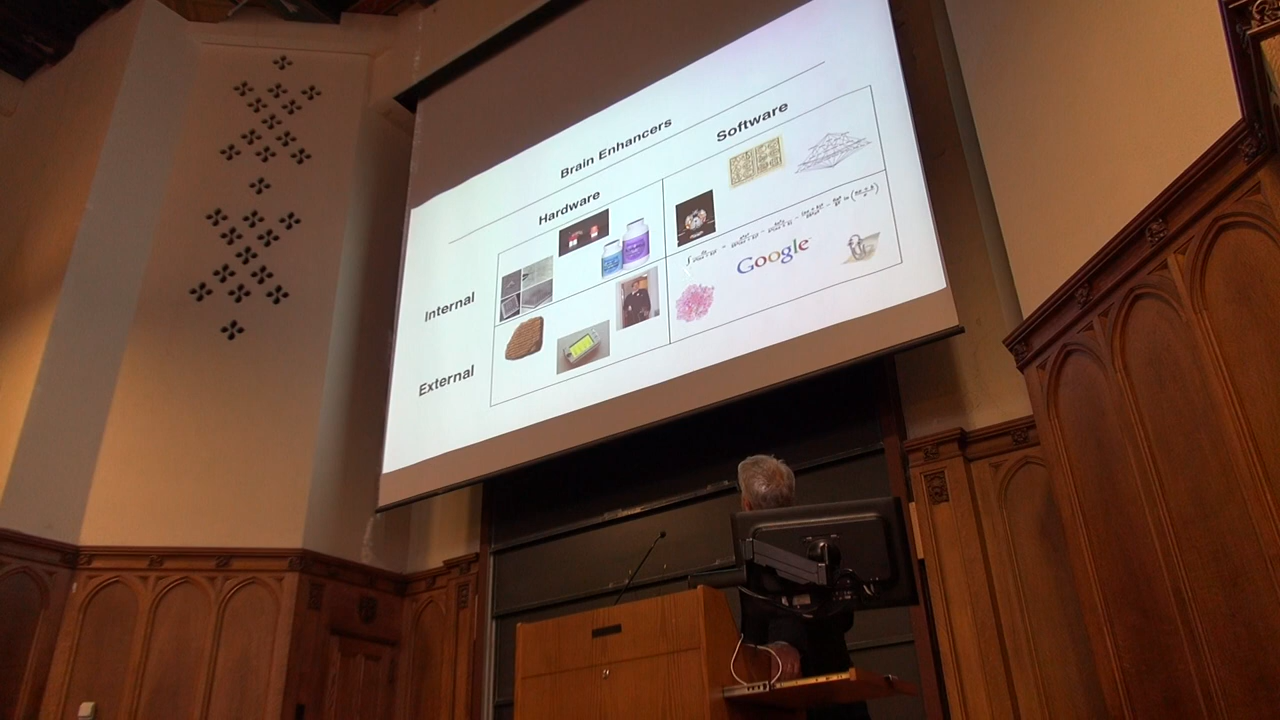 Brain Enhancers
Hardware
Software
Internal
External
Google